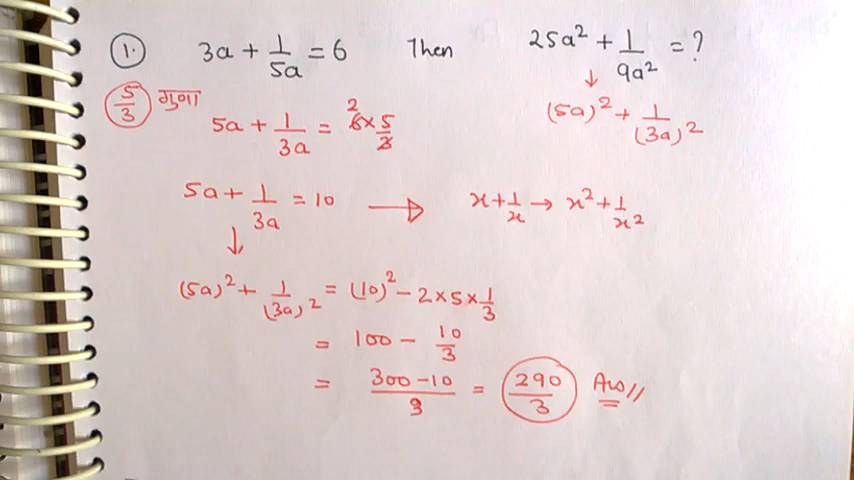 1. 3a + 1/5a = 6 Then 25a² + 1/9a² = ?
↓
5/3 गुणा
(5a)² + 1/(3a)²
5a + 1/3a = 6 × 5/3
2
5a + 1/3a = 10 → x + 1/x → x² + 1/x²
↓
(5a)² + 1/(3a)² = (10)² - 2 × 5 × 1/3
= 100 - 10/3
= 300 - 10/3 = 290/3 Ans //